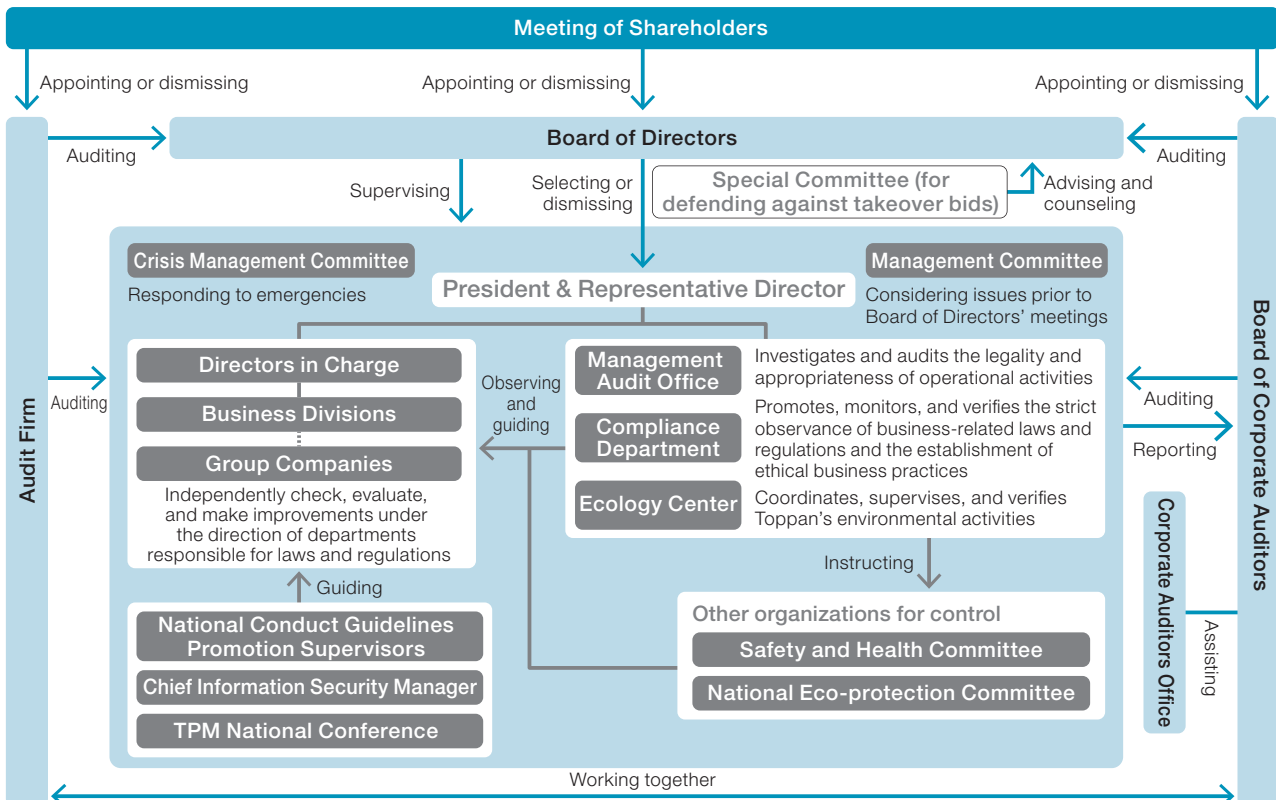 Meeting of Shareholders
Appointing or dismissing
Appointing or dismissing
Appointing or dismissing
Board of Directors
Auditing
Auditing
Supervising
Selecting or
dismissing
Special Committee (for
defending against takeover bids)
Advising and
counseling
Crisis Management Committee
Responding to emergencies
President & Representative Director
Management Committee
Considering issues prior to
Board of Directors' meetings
Audit Firm
Auditing
Directors in Charge
Business Divisions
Group Companies
Independently check, evaluate,
and make improvements under
the direction of departments
responsible for laws and regulations
Observing
and
guiding
Management
Audit Office
Investigates and audits the legality and
appropriateness of operational activities
Compliance
Department
Promotes, monitors, and verifies the strict
observance of business-related laws and
regulations and the establishment of
ethical business practices
Ecology Center
Coordinates, supervises, and verifies
Toppan's environmental activities
Auditing
Reporting
Board of Corporate Auditors
Guiding
National Conduct Guidelines
Promotion Supervisors
Chief Information Security Manager
TPM National Conference
Instructing
Other organizations for control
Safety and Health Committee
National Eco-protection Committee
Corporate Auditors Office
Assisting
Working together